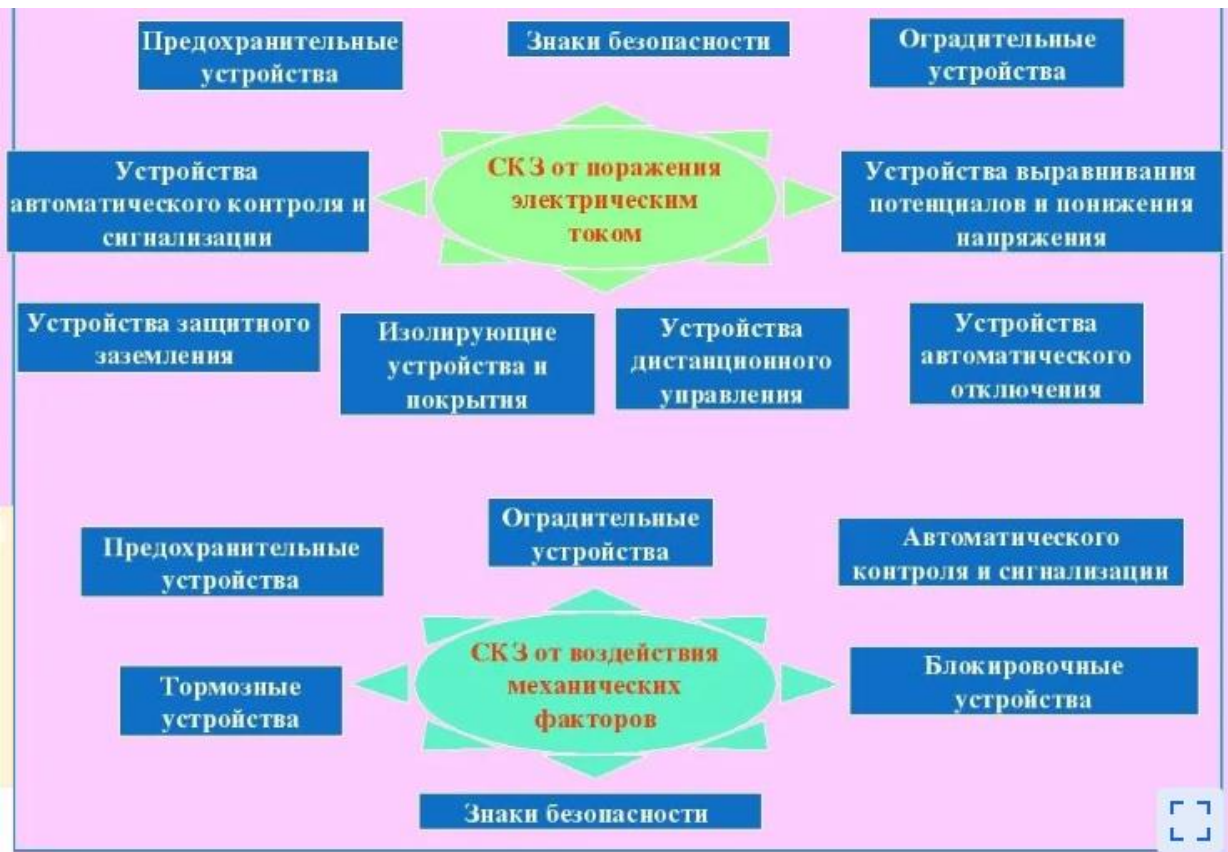 Предохранительные
устройства
Знаки безопасности
Оградительные
устройства
Устройства
автоматического контроля и
сигнализации
СКЗ от поражения
электрическим
током
Устройства выравнивания
потенциалов и понижения
напряжения
Устройства защитного
заземления
Изолирующие
устройства и
покрытия
Устройства
дистанционного
управления
Устройства
автоматического
отключения
Предохранительные
устройства
Оградительные
устройства
Автоматического
контроля и сигнализации
Тормозные
устройства
СКЗ от воздействия
механических
факторов
Блокировочные
устройства
Знаки безопасности